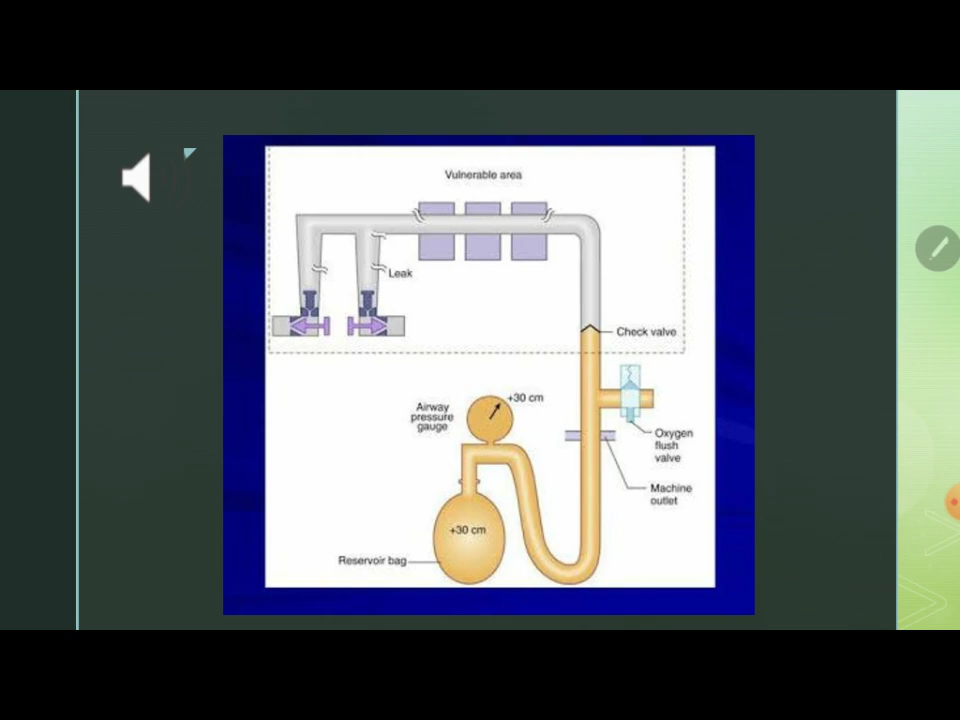 Vulnerable area
Leak
Check valve
+30 cm
Airway
pressure
gauge
Oxygen
flush
valve
Machine
outlet
+30 cm
Reservoir bag